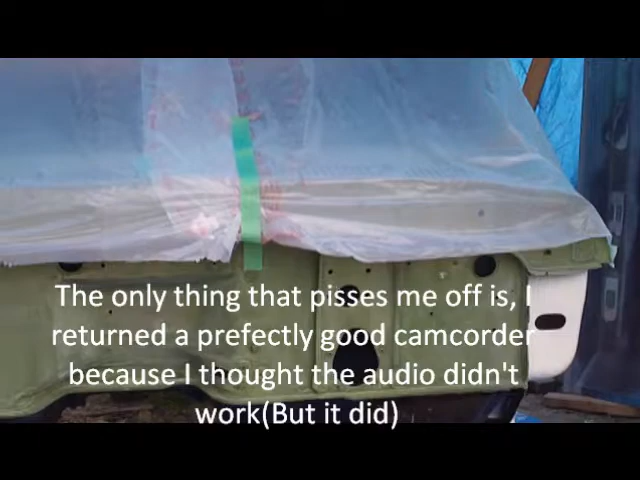 The only thing that pisses me off is, I
returned a prefectly good camcorder
because I thought the audio didn't
work(But it did)